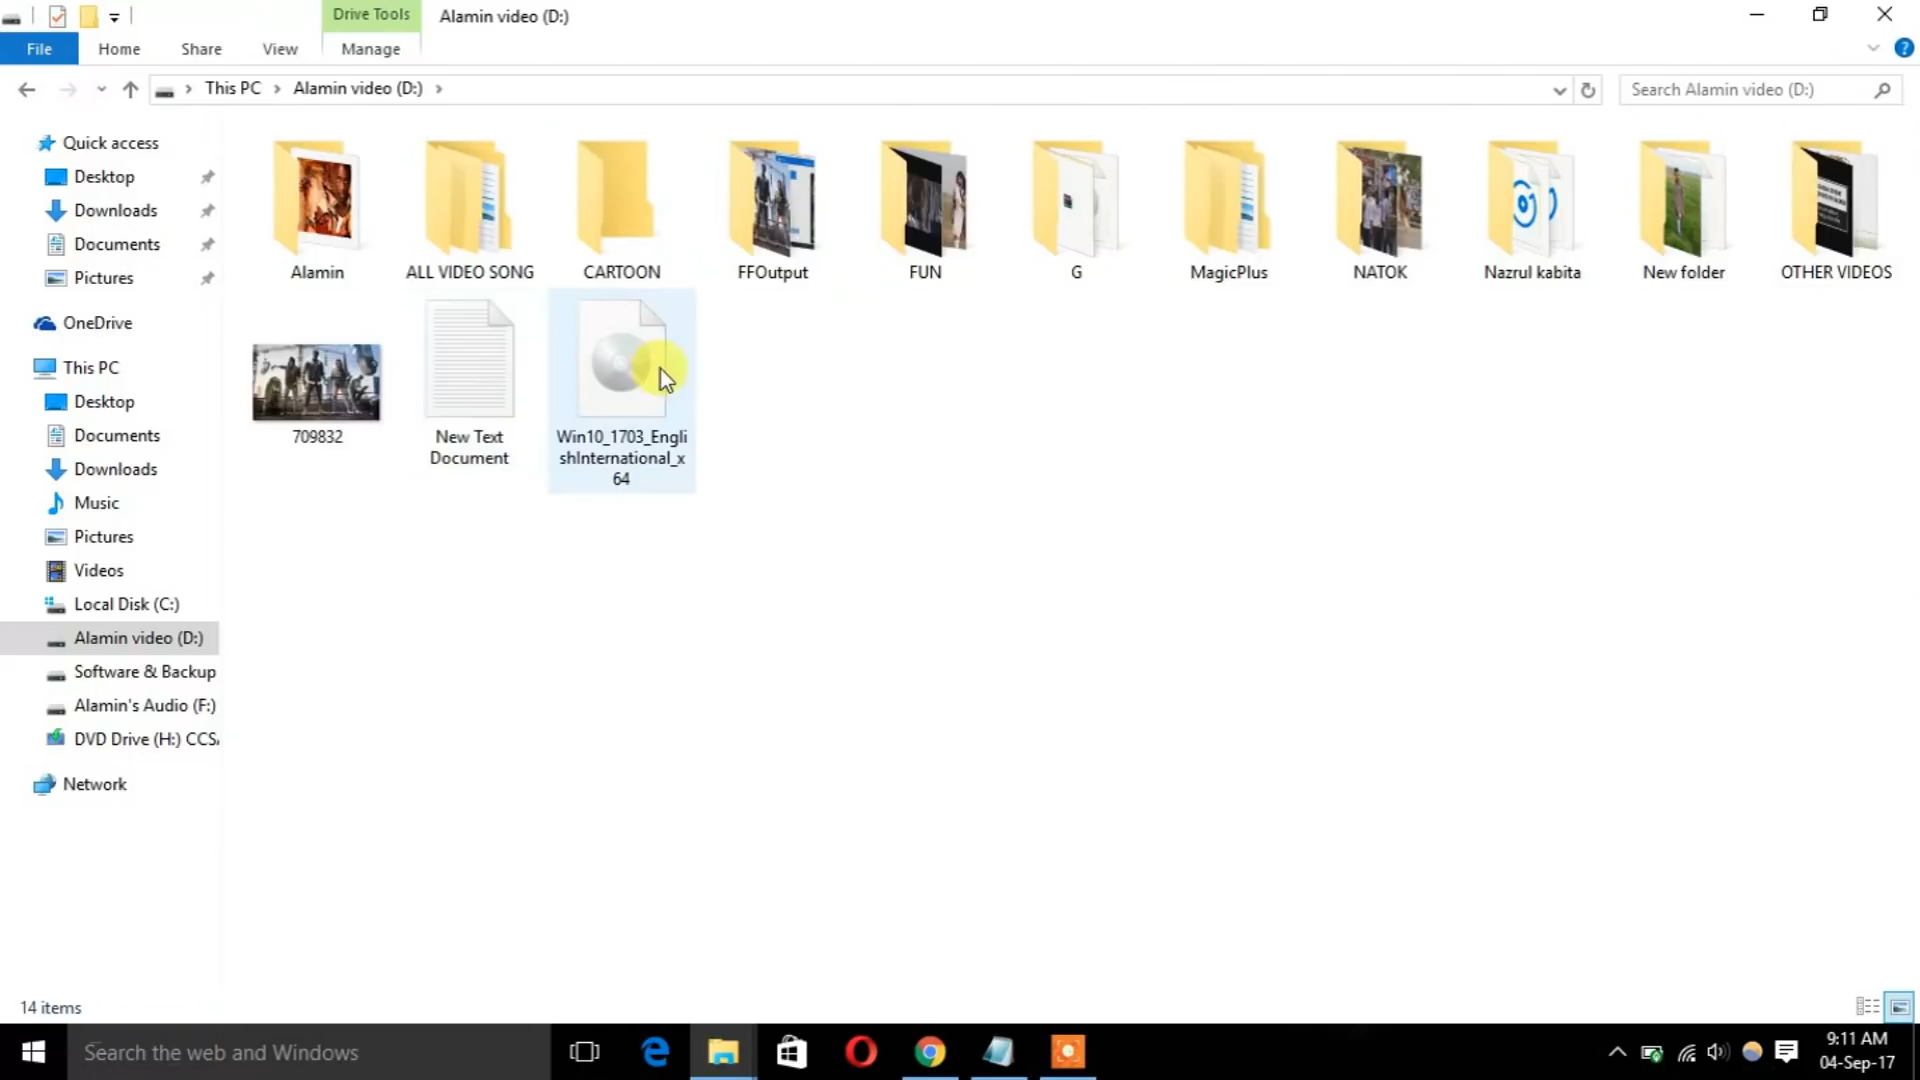 Drive Tools
Alamin video (D:)
File
Home
Share
View
Manage
This PC
Alamin video (D:)
Search Alamin video (D:)
Quick access
Desktop
Downloads
Documents
Pictures
OneDrive
This PC
Desktop
Documents
Downloads
Music
Pictures
Videos
Local Disk (C:)
Alamin video (D:)
Software & Backup
Alamin's Audio (F:)
DVD Drive (H:) CCSA
Network
Alamin
ALL VIDEO SONG
CARTOON
FFOutput
FUN
G
MagicPlus
NATOK
Nazrul kabita
New folder
OTHER VIDEOS
709832
New Text
Document
Win10_1703_Engli
shInternational_x
64
14 items
Search the web and Windows
9:11 AM
04-Sep-17